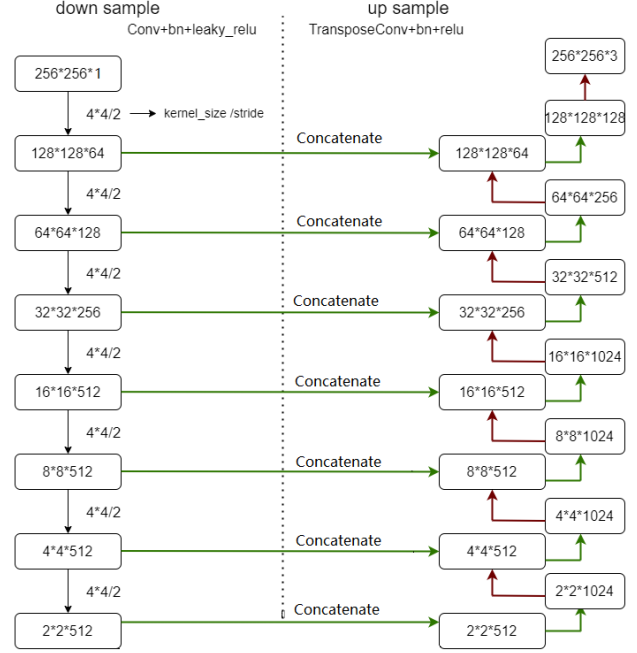 down sample
up sample
Conv+bn+leaky_relu
TransposeConv+bn+relu
256*256*3
256*256*1
4*4/2
kernel_size /stride
128*128*128
Concatenate
128*128*64
128*128*64
4*4/2
64*64*256
Concatenate
64*64*128
64*64*128
4*4/2
32*32*512
Concatenate
32*32*256
32*32*256
4*4/2
16*16*1024
Concatenate
16*16*512
16*16*512
4*4/2
8*8*1024
Concatenate
8*8*512
8*8*512
4*4/2
4*4*1024
Concatenate
4*4*512
4*4*512
4*4/2
2*2*1024
Concatenate
2*2*512
2*2*512